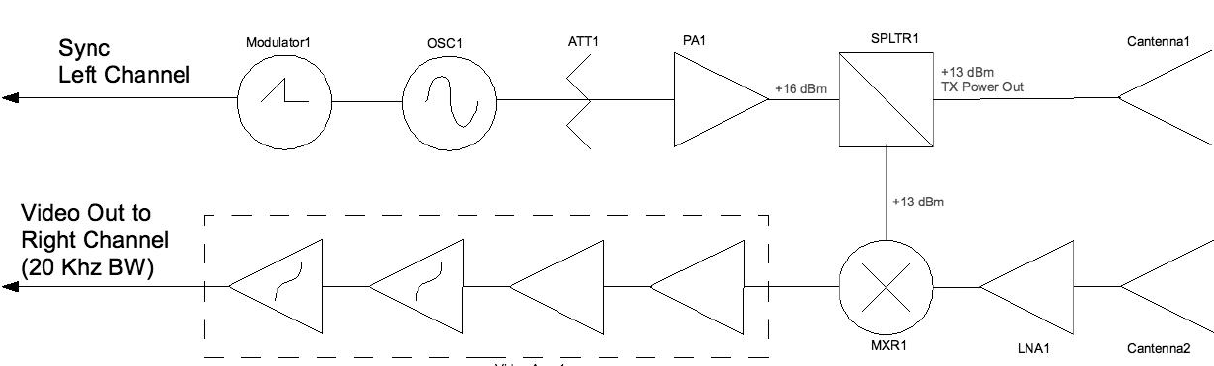 Sync
Left Channel
Modulator1
OSC1
ATT1
PA1
+16 dBm
SPLTR1
+13 dBm
TX Power Out
Cantenna1
+13 dBm
Video Out to
Right Channel
(20 Khz BW)
MXR1
LNA1
Cantenna2